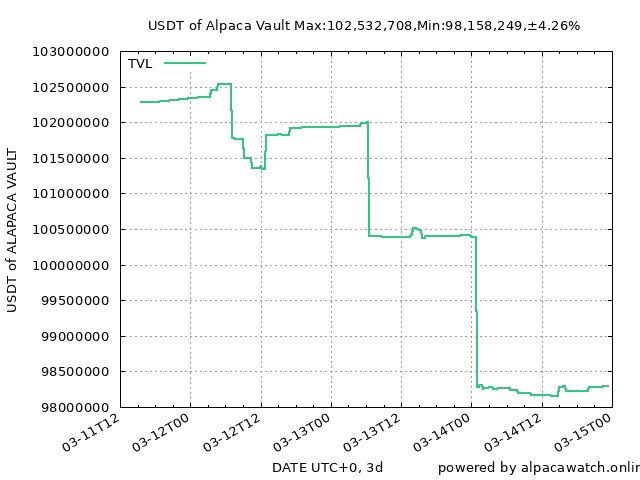 USDT of Alpaca Vault Max:102,532,708,Min:98,158,249,±4.26%
103000000
TVL
102500000
102000000
101500000
101000000
100500000
100000000
99500000
99000000
98500000
98000000
USDT of ALAPACA VAULT
03-11T12
03-12T00
03-12T12
03-13T00
03-13T12
03-14T00
03-14T12
03-15T00
DATE UTC+0, 3d
powered by alpacawatch.onlin